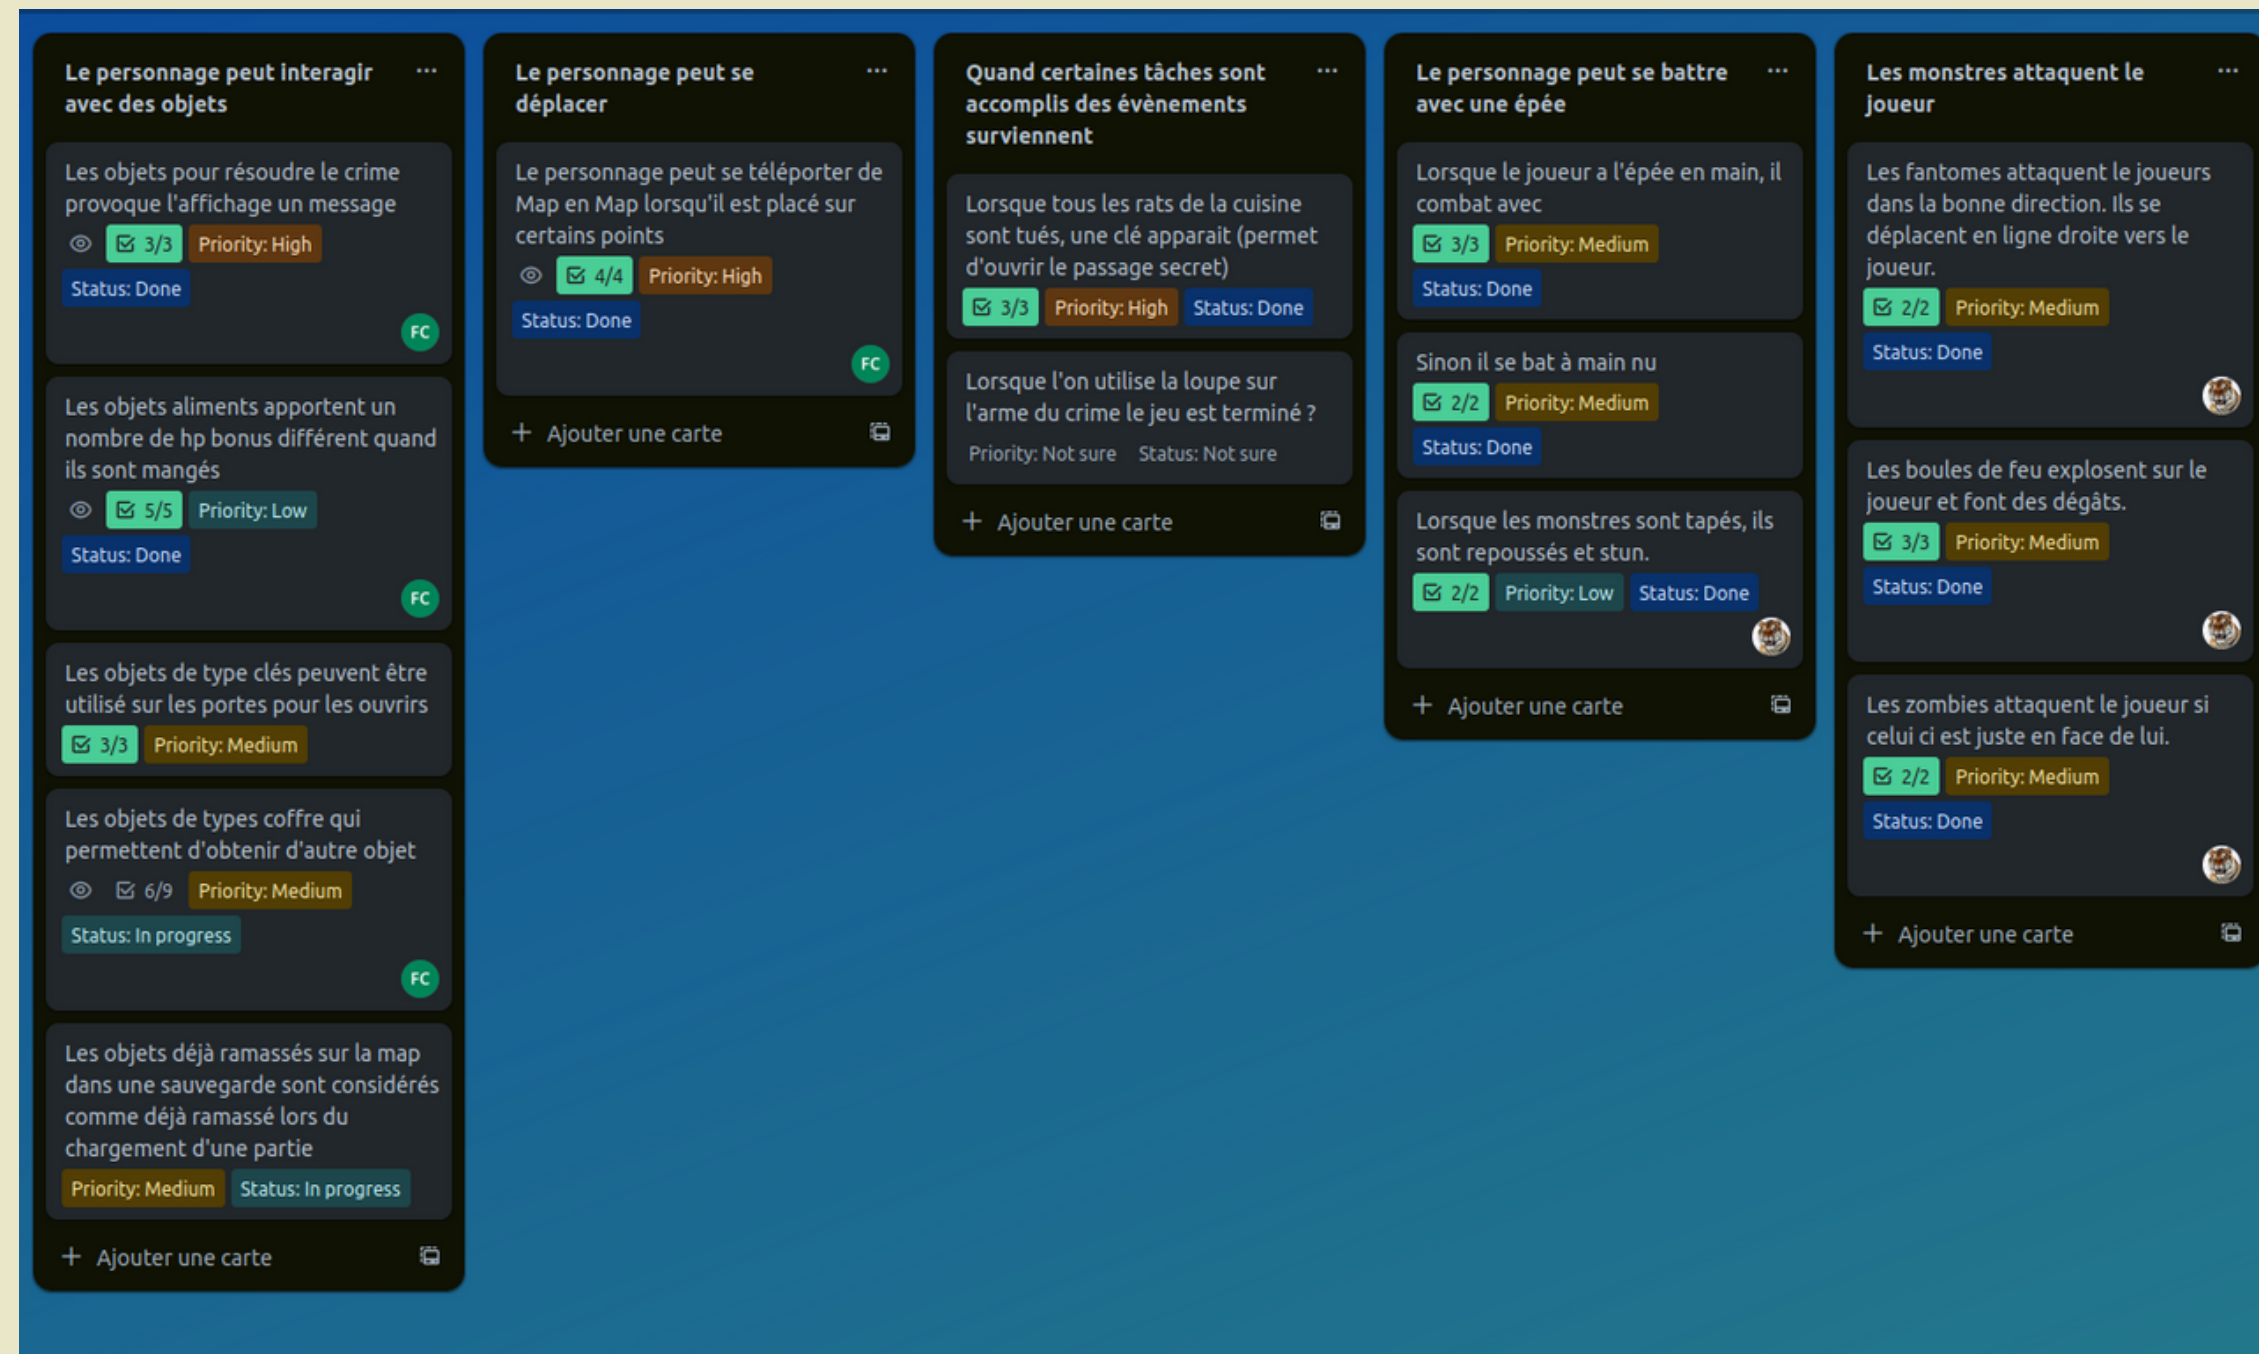 Le personnage peut interagir
avec des objets
Les objets pour résoudre le crime
provoque l'affichage un message
3/3 Priority: High
Status: Done
FC
Les objets aliments apportent un
nombre de hp bonus différent quand
ils sont mangés
5/5 Priority: Low
Status: Done
FC
Les objets de type clés peuvent être
utilisé sur les portes pour les ouvrirs
3/3 Priority: Medium
Les objets de types coffre qui
permettent d'obtenir d'autre objet
6/9 Priority: Medium
Status: In progress
FC
Les objets déjà ramassés sur la map
dans une sauvegarde sont considérés
comme déjà ramassé lors du
chargement d'une partie
Priority: Medium Status: In progress
+ Ajouter une carte
Le personnage peut se
déplacer
Le personnage peut se téléporter de
Map en Map lorsqu'il est placé sur
certains points
4/4 Priority: High
Status: Done
FC
+ Ajouter une carte
Quand certaines tâches sont
accomplis des évènements
surviennent
Lorsque tous les rats de la cuisine
sont tués, une clé apparait (permet
d'ouvrir le passage secret)
3/3 Priority: High Status: Done
Lorsque l'on utilise la loupe sur
l'arme du crime le jeu est terminé ?
Priority: Not sure Status: Not sure
+ Ajouter une carte
Le personnage peut se battre
avec une épée
Lorsque le joueur a l'épée en main, il
combat avec
3/3 Priority: Medium
Status: Done
Sinon il se bat à main nu
2/2 Priority: Medium
Status: Done
Lorsque les monstres sont tapés, ils
sont repoussés et stun.
2/2 Priority: Low Status: Done
+ Ajouter une carte
Les monstres attaquent le
joueur
Les fantomes attaquent le joueurs
dans la bonne direction. Ils se
déplacent en ligne droite vers le
joueur.
2/2 Priority: Medium
Status: Done
Les boules de feu explosent sur le
joueur et font des dégâts.
3/3 Priority: Medium
Status: Done
Les zombies attaquent le joueur si
celui ci est juste en face de lui.
2/2 Priority: Medium
Status: Done
+ Ajouter une carte